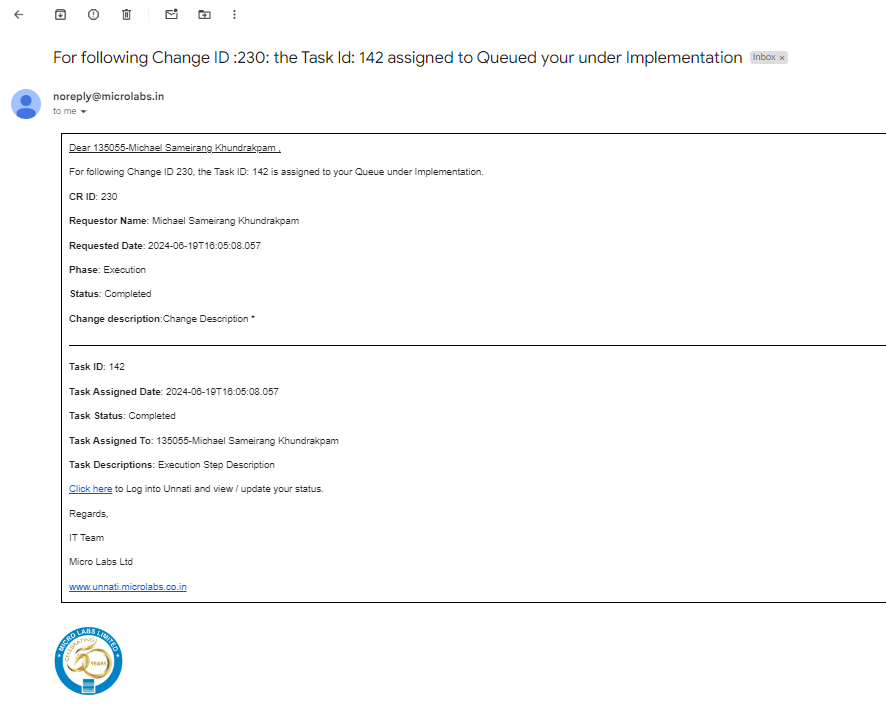 For following Change ID :230: the Task Id: 142 assigned to Queued your under Implementation Inbox ×
noreply@microlabs.in
to me
Dear 135055-Michael Sameirang Khundrakpam ,
For following Change ID 230, the Task ID: 142 is assigned to your Queue under Implementation.
CR ID: 230
Requestor Name: Michael Sameirang Khundrakpam
Requested Date: 2024-06-19T16:05:08.057
Phase: Execution
Status: Completed
Change description:Change Description *
Task ID: 142
Task Assigned Date: 2024-06-19T16:05:08.057
Task Status: Completed
Task Assigned To: 135055-Michael Sameirang Khundrakpam
Task Descriptions: Execution Step Description
Click here to Log into Unnati and view / update your status.
Regards,
IT Team
Micro Labs Ltd
www.unnati.microlabs.co.in
MICRO LABS LIMITED
CELEBRATING
50 YEARS